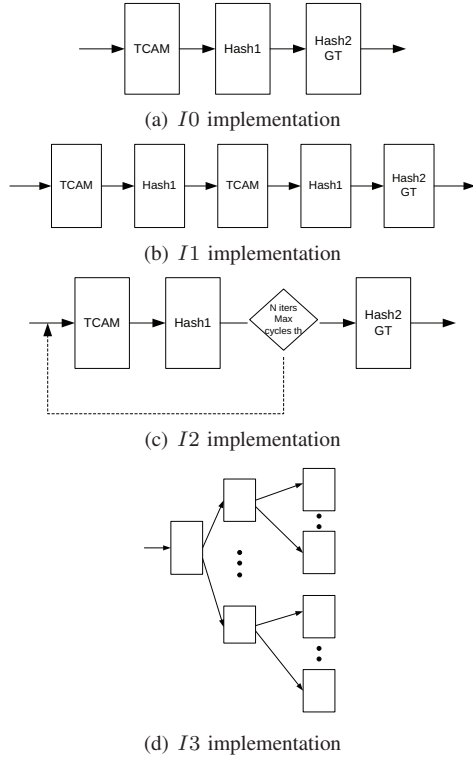 TCAM
Hash1
Hash2
GT
(a) I0 implementation
TCAM
Hash1
TCAM
Hash1
Hash2
GT
(b) I1 implementation
TCAM
Hash1
N iters
Max
cycles th
Hash2
GT
(c) I2 implementation
(d) I3 implementation